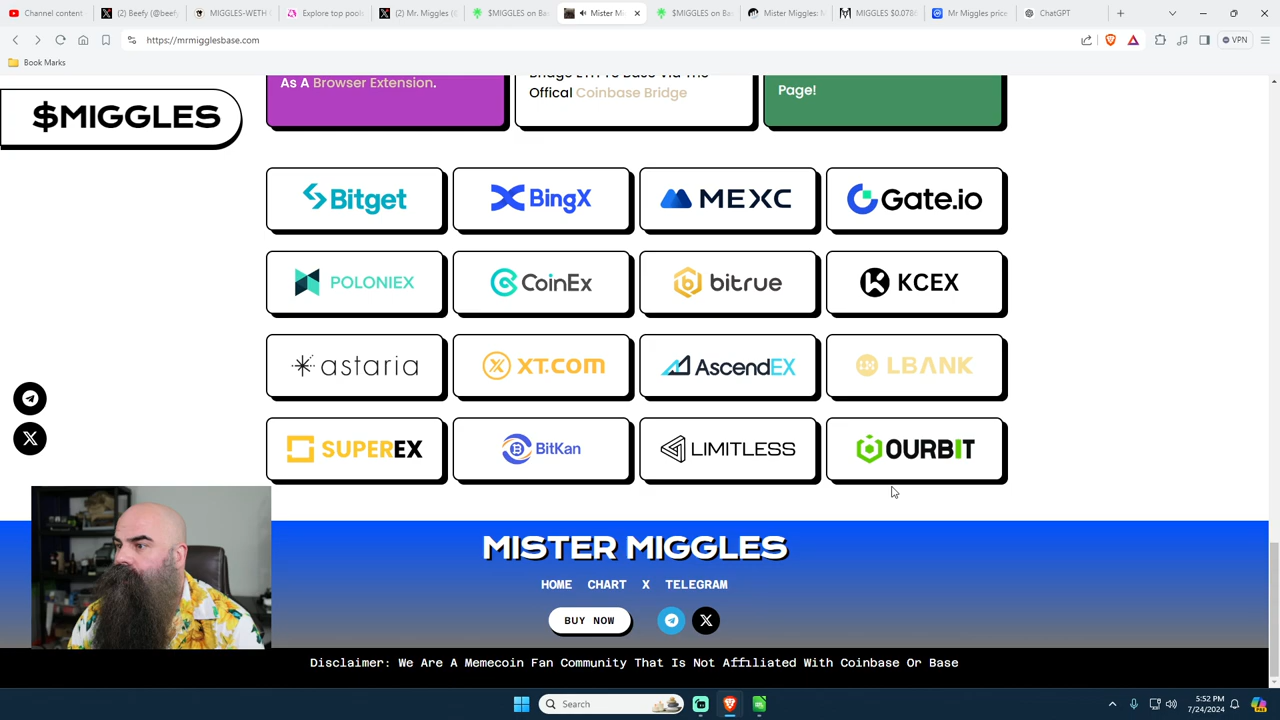 Channel content
(2) Beefy (@beefy
MIGGLES-WETH
Explore top pool
(2) Mr. Miggles (@
$MIGGLES on Bas
Mister Mi
$MIGGLES on Bas
Mister Miggles: M
MIGGLES $0.0780
Mr Miggles price
ChatGPT
https://mrmigglesbase.com
VPN
Book Marks
As A Browser Extension.
Bridge ETH To Base Via The
Offical Coinbase Bridge
Page!
$MIGGLES
Bitget
BingX
MEXC
Gate.io
POLONIEX
CoinEx
bitrue
KCEX
astaria
XT.COM
AscendEX
LBANK
SUPEREX
BitKan
LIMITLESS
OURBIT
MISTER MIGGLES
HOME CHART X TELEGRAM
BUY NOW
Disclaimer: We Are A Memecoin Fan Community That Is Not Affiliated With Coinbase Or Base
Search
5:52 PM
7/24/2024